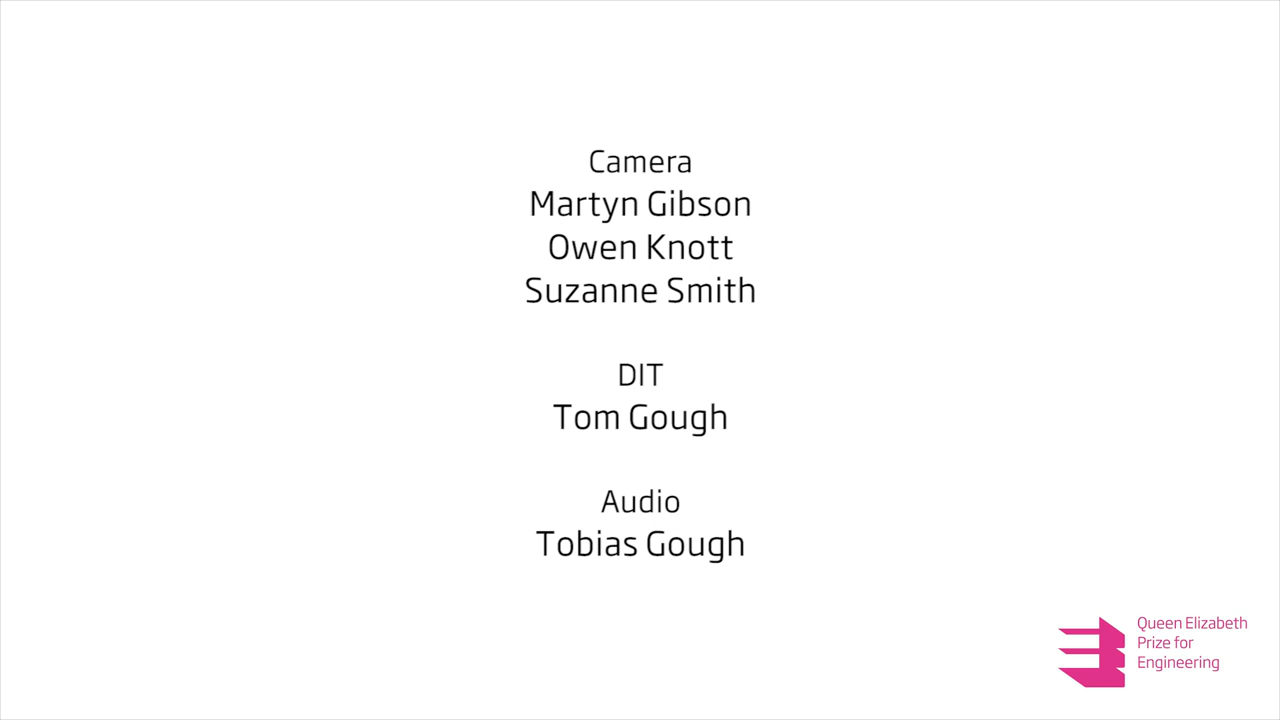 Camera
Martyn Gibson
Owen Knott
Suzanne Smith
DIT
Tom Gough
Audio
Tobias Gough
Queen Elizabeth
Prize for
Engineering